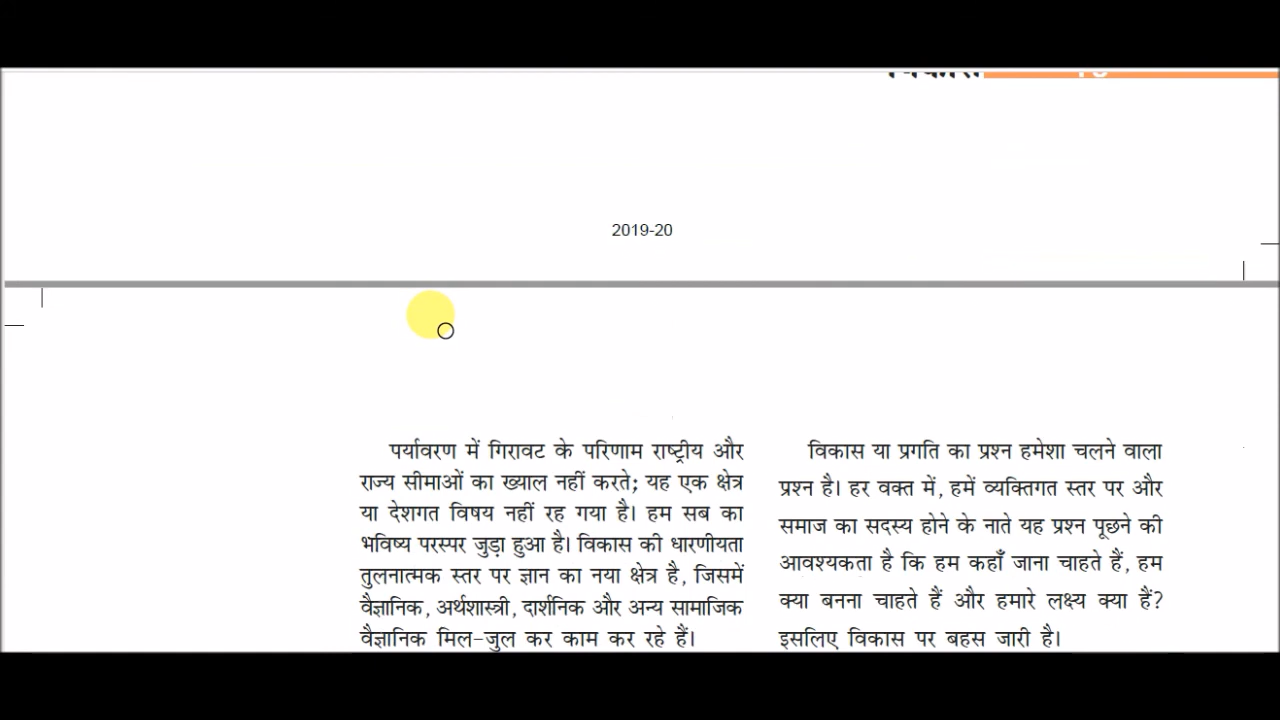 2019-20
पर्यावरण में गिरावट के परिणाम राष्ट्रीय और
राज्य सीमाओं का ख्याल नहीं करते; यह एक क्षेत्र
या देशगत विषय नहीं रह गया है। हम सब का
भविष्य परस्पर जुड़ा हुआ है। विकास की धारणीयता
तुलनात्मक स्तर पर ज्ञान का नया क्षेत्र है, जिसमें
वैज्ञानिक, अर्थशास्त्री, दार्शनिक और अन्य सामाजिक
वैज्ञानिक मिल-जुल कर काम कर रहे हैं।
विकास या प्रगति का प्रश्न हमेशा चलने वाला
प्रश्न है। हर वक्त में, हमें व्यक्तिगत स्तर पर और
समाज का सदस्य होने के नाते यह प्रश्न पूछने की
आवश्यकता है कि हम कहाँ जाना चाहते हैं, हम
क्या बनना चाहते हैं और हमारे लक्ष्य क्या हैं?
इसलिए विकास पर बहस जारी है।